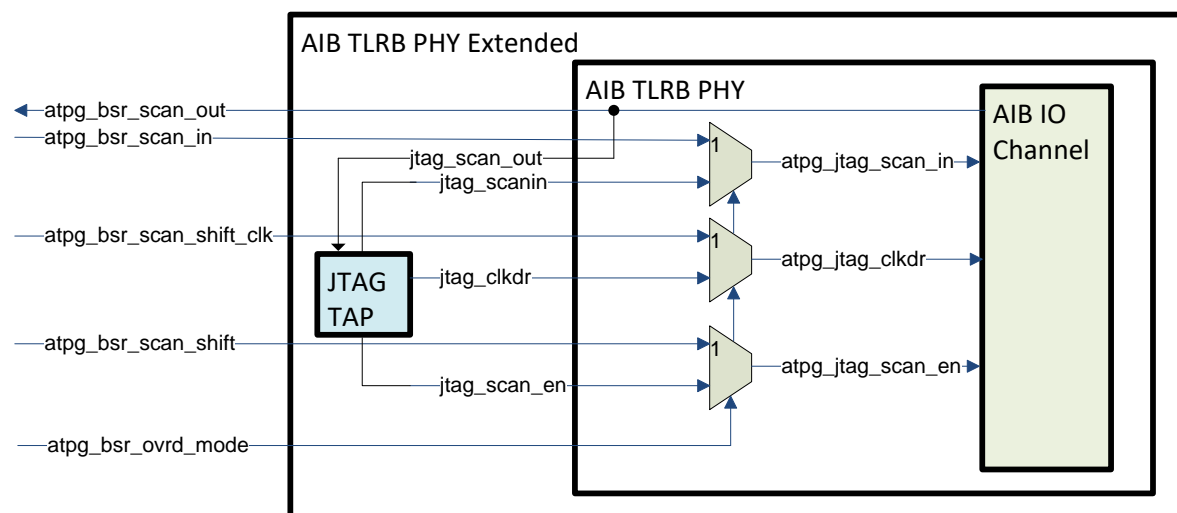 AIB TLRB PHY Extended
AIB TLRB PHY
AIB IO
Channel
atpg_bsr_scan_out
atpg_bsr_scan_in
1
jtag_scan_out
atpg_jtag_scan_in
jtag_scanin
atpg_bsr_scan_shift_clk
1
atpg_jtag_clkdr
JTAG
TAP
jtag_clkdr
atpg_bsr_scan_shift
1
atpg_jtag_scan_en
jtag_scan_en
atpg_bsr_ovrd_mode